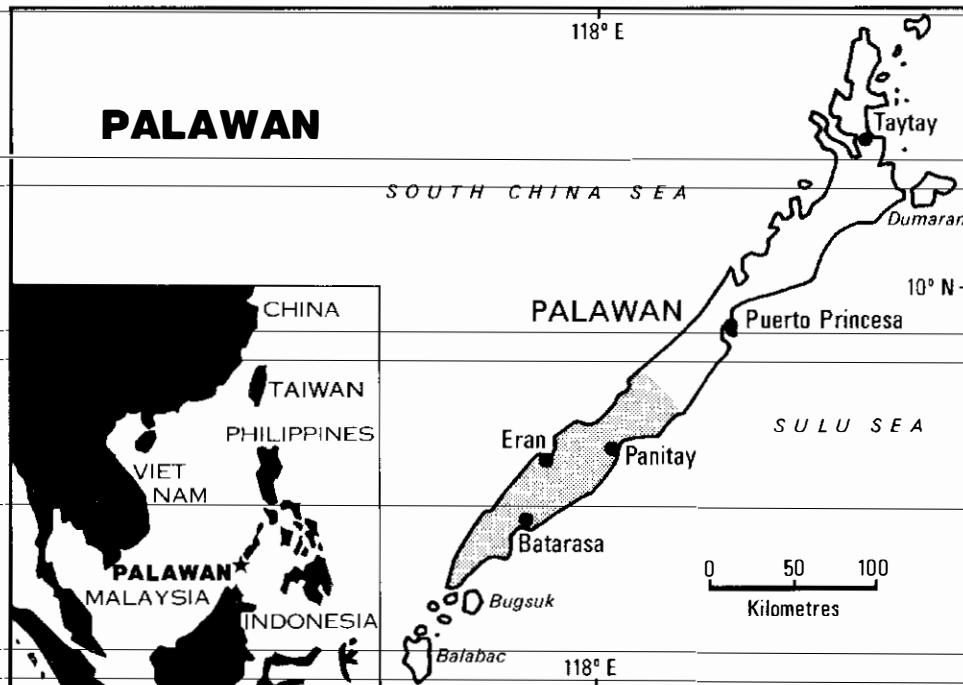 118° E
PALAWAN
Taytay
SOUTH CHINA SEA
Dumaran
10° N
PALAWAN
Puerto Princesa
SULU SEA
Eran
Panitay
Batarasa
0 50 100
Kilometres
Bugsuk
Balabac
118° E
CHINA
TAIWAN
PHILIPPINES
VIET
NAM
PALAWAN
MALAYSIA
INDONESIA